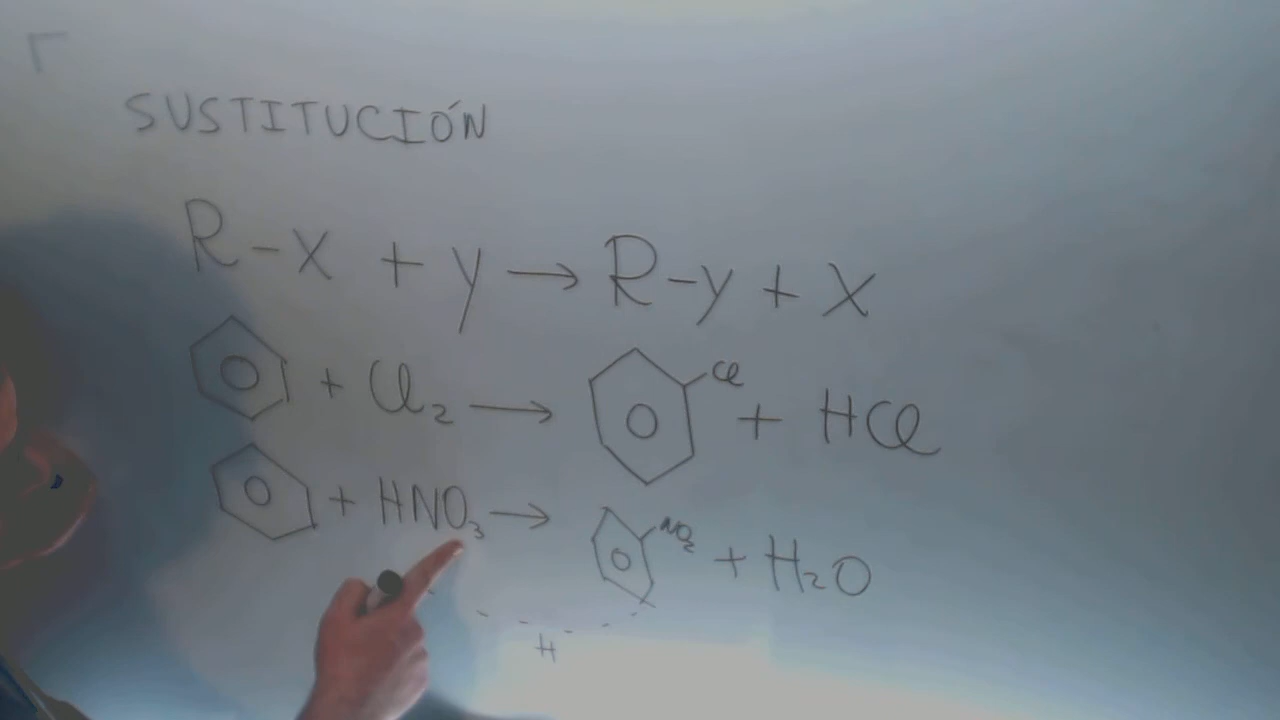 SUSTITUCIÓN
R-X + y → R-y + X
+ Cl₂ → Cl + HCl
+ HNO₃ → NO₂ + H₂O
H